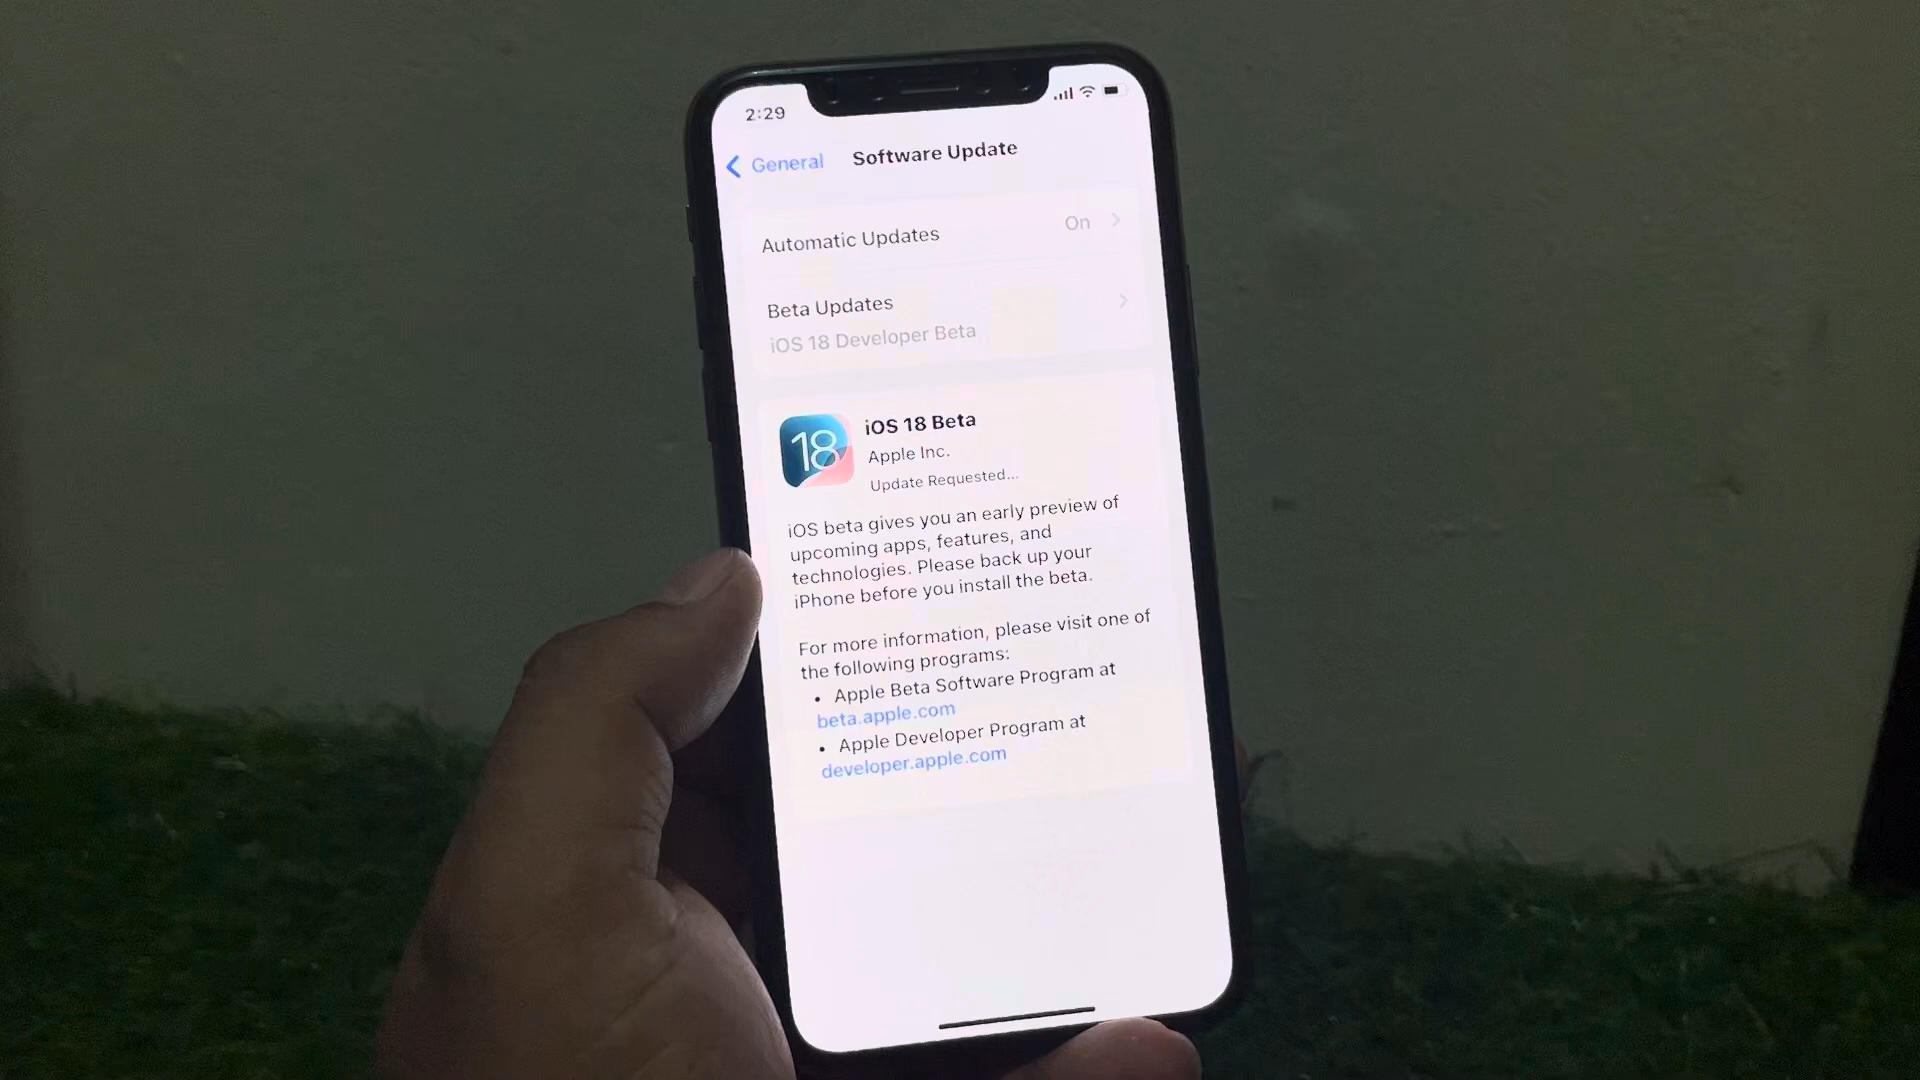 2:29
General
Software Update
Automatic Updates On
Beta Updates
iOS 18 Developer Beta
18
iOS 18 Beta
Apple Inc.
Update Requested...
iOS beta gives you an early preview of
upcoming apps, features, and
technologies. Please back up your
iPhone before you install the beta.
For more information, please visit one of
the following programs:
• Apple Beta Software Program at
beta.apple.com
• Apple Developer Program at
developer.apple.com